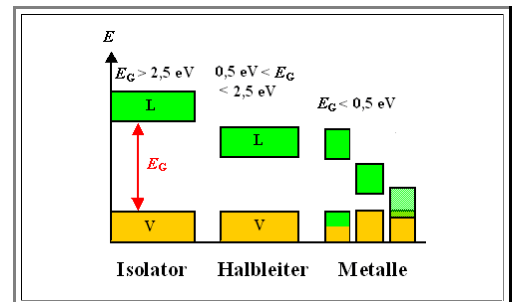 E
E_G > 2,5 eV
0,5 eV < E_G
< 2,5 eV
E_G < 0,5 eV
L
L
E_G
V
V
Isolator
Halbleiter
Metalle